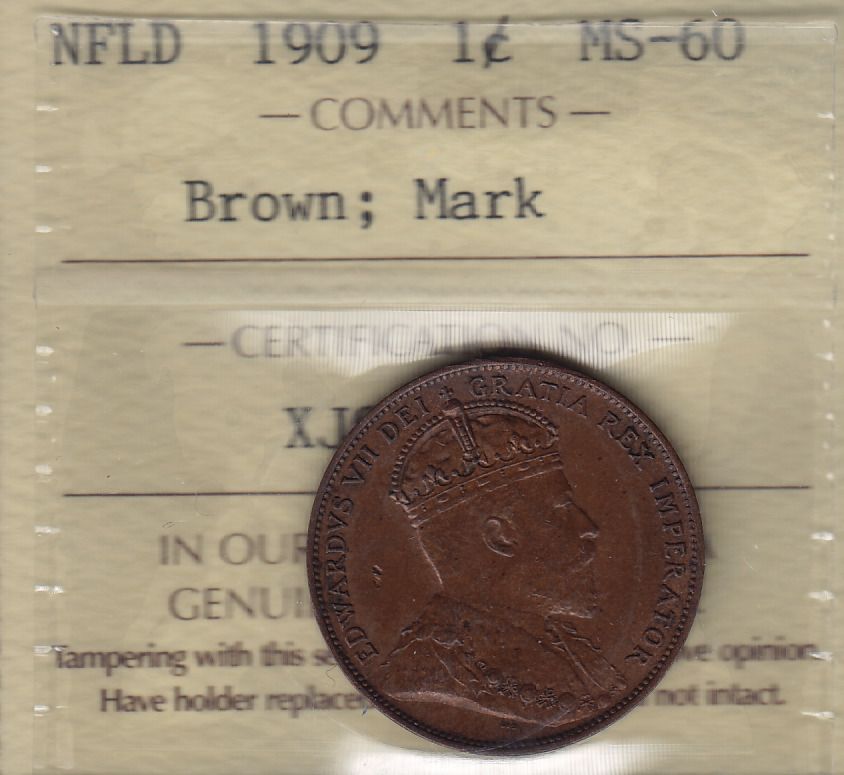 NFLD 1909 1¢ MS-60
— COMMENTS —
Brown; Mark
— CERTIFICATION NO. —
XJ
EDWARDVS VII DEI GRATIA REX IMPERATOR
IN OUR
GENUI
Tampering with this se ve opinion.
Have holder replace not intact.